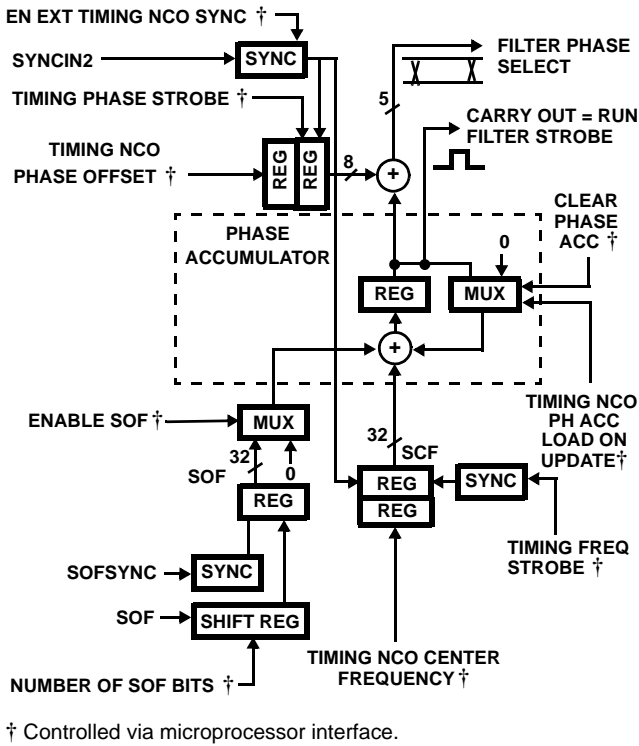 EN EXT TIMING NCO SYNC †
SYNCIN2
SYNC
FILTER PHASE
SELECT
TIMING PHASE STROBE †
5
CARRY OUT = RUN
FILTER STROBE
TIMING NCO
PHASE OFFSET †
REG
REG
8
+
CLEAR
PHASE
ACC †
PHASE
ACCUMULATOR
0
REG
MUX
+
TIMING NCO
PH ACC
LOAD ON
UPDATE†
ENABLE SOF †
MUX
32
SOF
0
32
SCF
REG
REG
REG
SYNC
TIMING FREQ
STROBE †
SOFSYNC
SYNC
SOF
SHIFT REG
TIMING NCO CENTER
FREQUENCY †
NUMBER OF SOF BITS †
† Controlled via microprocessor interface.